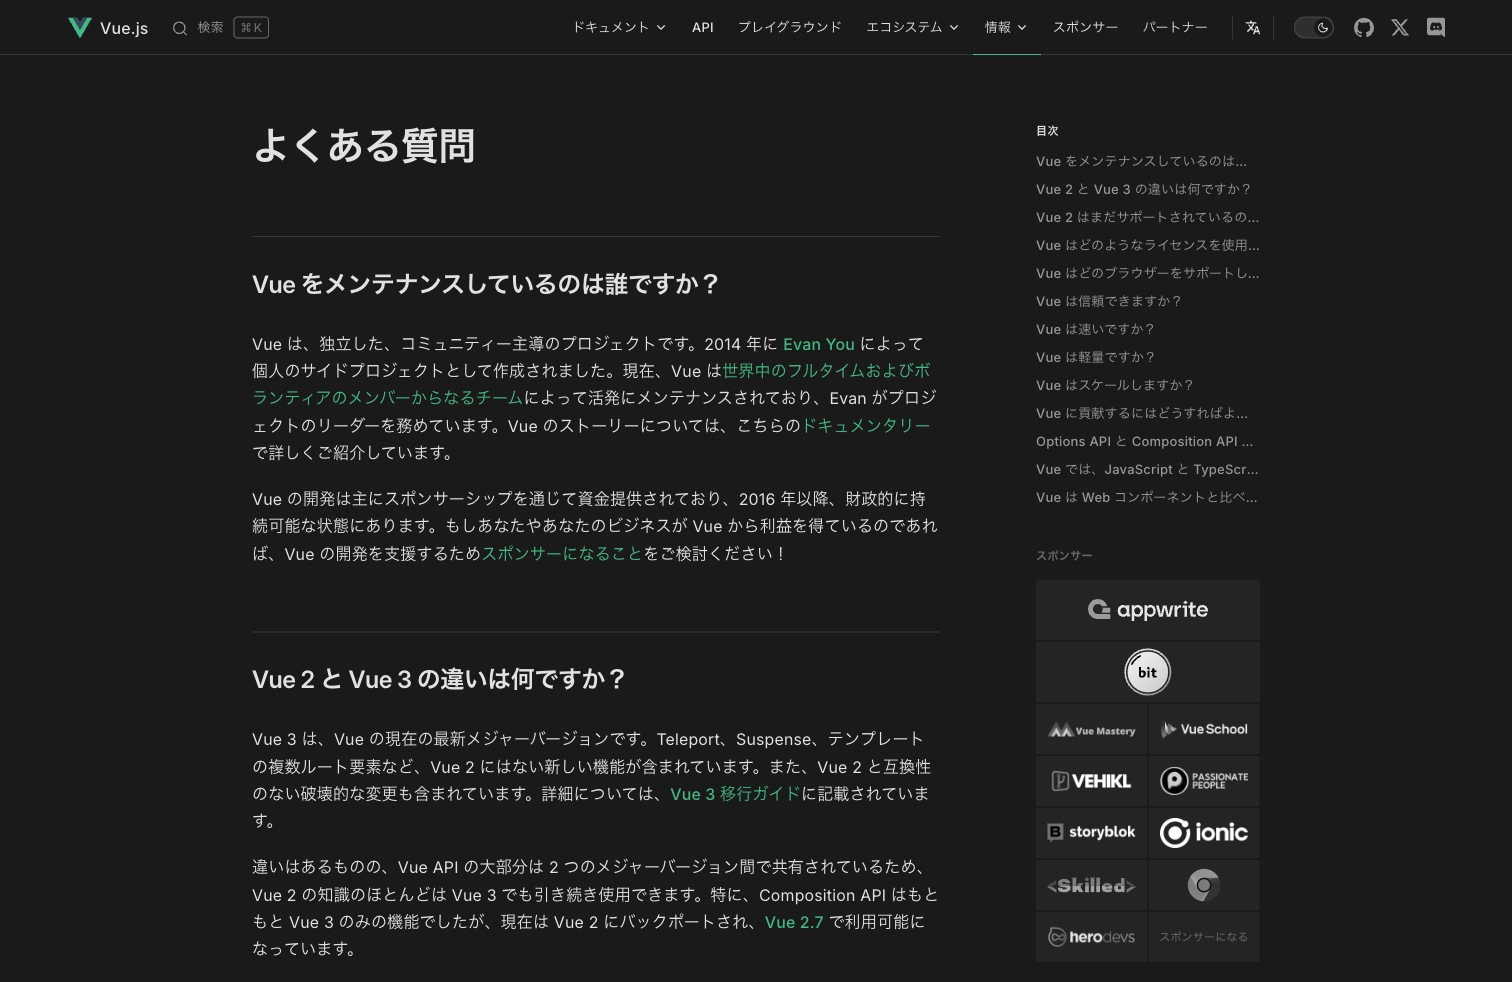 Vue.js
検索
⌘ K
ドキュメント
API
プレイグラウンド
エコシステム
情報
スポンサー
パートナー
よくある質問
Vue をメンテナンスしているのは誰ですか？
Vue は、独立した、コミュニティー主導のプロジェクトです。2014 年に Evan You によって
個人のサイドプロジェクトとして作成されました。現在、Vue は世界中のフルタイムおよびボ
ランティアのメンバーからなるチームによって活発にメンテナンスされており、Evan がプロジ
ェクトのリーダーを務めています。Vue のストーリーについては、こちらのドキュメンタリー
で詳しくご紹介しています。
Vue の開発は主にスポンサーシップを通じて資金提供されており、2016 年以降、財政的に持
続可能な状態にあります。もしあなたやあなたのビジネスが Vue から利益を得ているのであれ
ば、Vue の開発を支援するためスポンサーになることをご検討ください！
Vue 2 と Vue 3 の違いは何ですか？
Vue 3 は、Vue の現在の最新メジャーバージョンです。Teleport、Suspense、テンプレート
の複数ルート要素など、Vue 2 にはない新しい機能が含まれています。また、Vue 2 と互換性
のない破壊的な変更も含まれています。詳細については、Vue 3 移行ガイドに記載されていま
す。
違いはあるものの、Vue API の大部分は 2 つのメジャーバージョン間で共有されているため、
Vue 2 の知識のほとんどは Vue 3 でも引き続き使用できます。特に、Composition API はもと
もと Vue 3 のみの機能でしたが、現在は Vue 2 にバックポートされ、Vue 2.7 で利用可能に
なっています。
目次
Vue をメンテナンスしているのは...
Vue 2 と Vue 3 の違いは何ですか？
Vue 2 はまだサポートされているの...
Vue はどのようなライセンスを使用...
Vue はどのブラウザーをサポートし...
Vue は信頼できますか？
Vue は速いですか？
Vue は軽量ですか？
Vue はスケールしますか？
Vue に貢献するにはどうすればよ...
Options API と Composition API ...
Vue では、JavaScript と TypeScr...
Vue は Web コンポーネントと比べ...
スポンサー
appwrite
bit
Vue Mastery
Vue School
VEHIKL
PASSIONATE
PEOPLE
storyblok
ionic
<Skilled>
herodevs
スポンサーになる